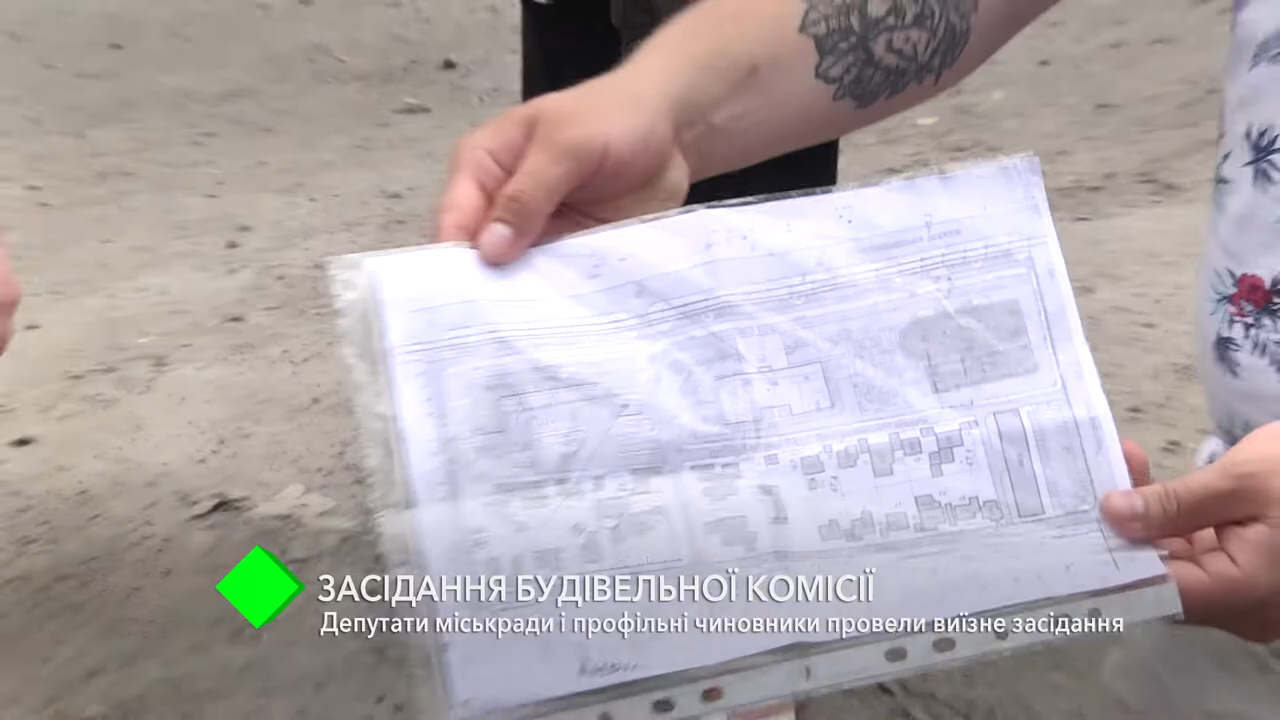 ЗАСІДАННЯ БУДІВЕЛЬНОЇ КОМІСІЇ
Депутати міськради і профільні чиновники провели виїзне засідання